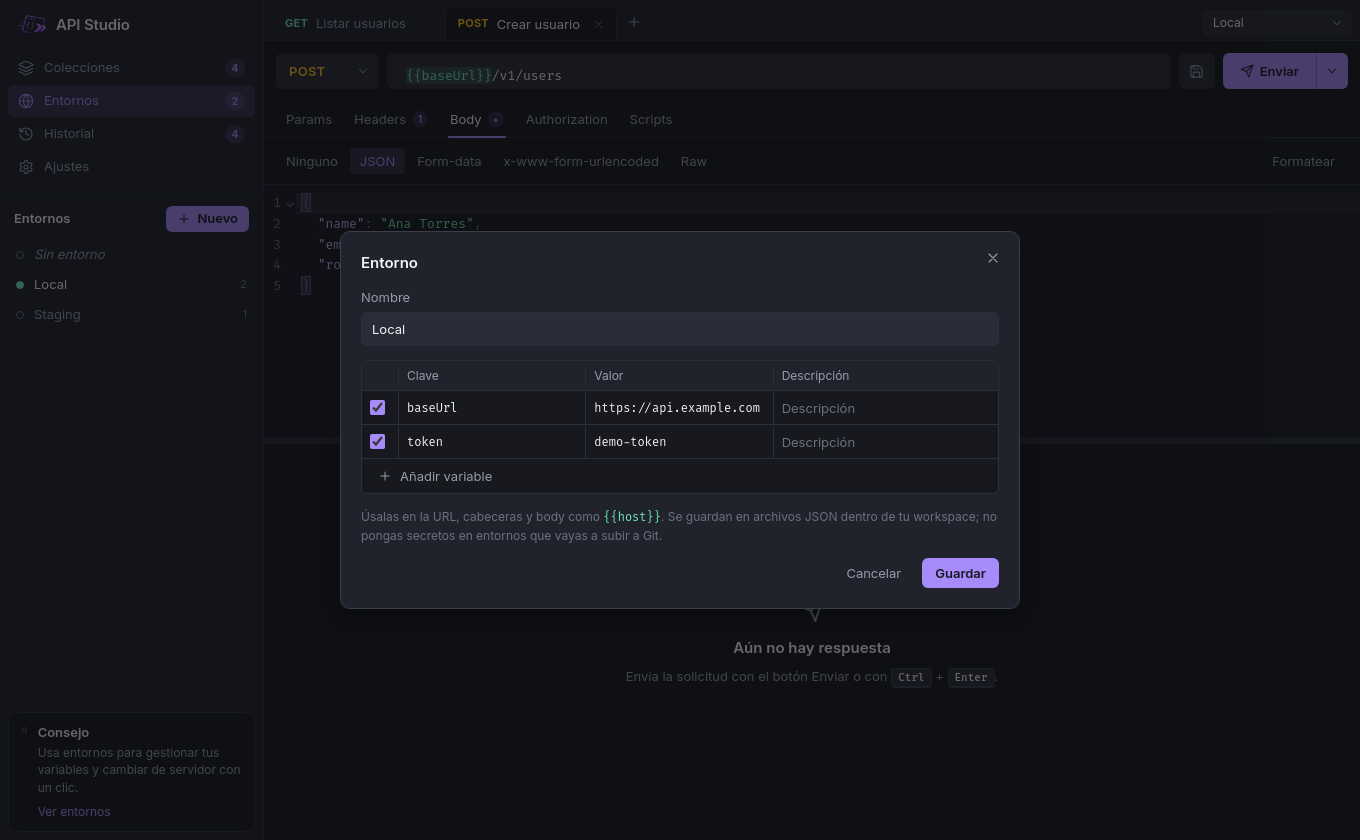 API Studio
Colecciones 4
Entornos 2
Historial 4
Ajustes
Entornos
+ Nuevo
Sin entorno
Local 2
Staging 1
Consejo
Usa entornos para gestionar tus
variables y cambiar de servidor con
un clic.
Ver entornos
GET Listar usuarios
POST Crear usuario
Local
POST
{{baseUrl}}/v1/users
Enviar
Params
Headers 1
Body
Authorization
Scripts
Ninguno
JSON
Form-data
x-www-form-urlencoded
Raw
Formatear
1 {
2 "name": "Ana Torres",
3 "em
4 "ro
5 }
Entorno
Nombre
Local
Clave Valor Descripción
baseUrl https://api.example.com Descripción
token demo-token Descripción
+ Añadir variable
Úsalas en la URL, cabeceras y body como {{host}}. Se guardan en archivos JSON dentro de tu workspace; no
pongas secretos en entornos que vayas a subir a Git.
Cancelar
Guardar
Aún no hay respuesta
Envía la solicitud con el botón Enviar o con Ctrl + Enter.